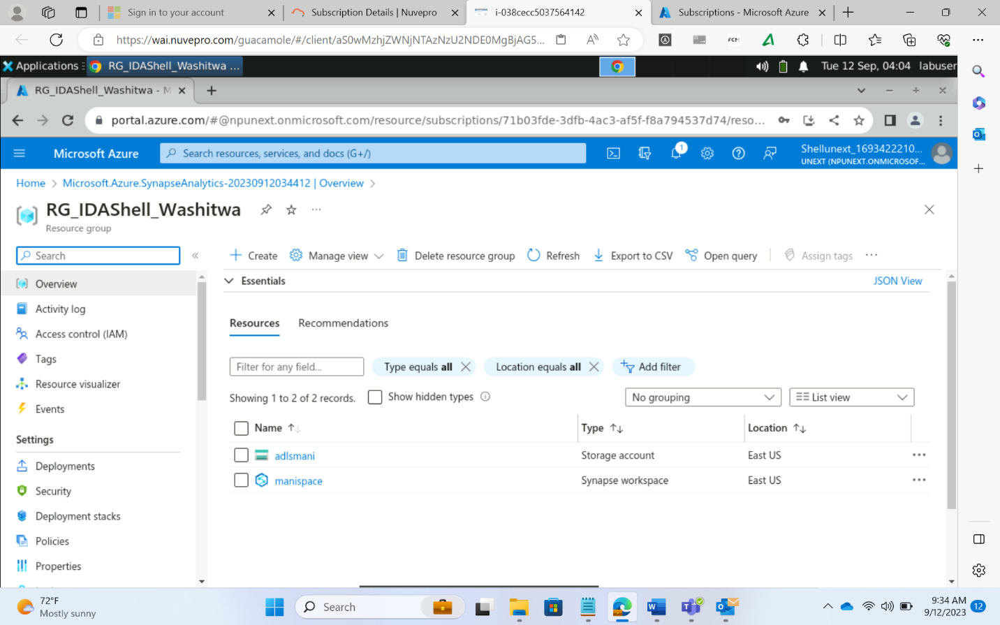 Sign in to your account
Subscription Details | Nuvepro
i-038cecc5037564142
Subscriptions - Microsoft Azure
https://wai.nuvepro.com/guacamole/#/client/aS0wMzhjZWNjNTAzNzU2NDE0MgBjAG5...
Applications
RG_IDAShell_Washitwa ...
Tue 12 Sep, 04:04 labuser
RG_IDAShell_Washitwa - M
portal.azure.com/#@npunext.onmicrosoft.com/resource/subscriptions/71b03fde-3dfb-4ac3-af5f-f8a794537d74/reso...
Microsoft Azure
Search resources, services, and docs (G+/)
1
Shellunext_1693422210...
UNEXT (NPUNEXT.ONMICROSOF...
Home > Microsoft.Azure.SynapseAnalytics-20230912034412 | Overview >
RG_IDAShell_Washitwa
Resource group
Search
Create
Manage view
Delete resource group
Refresh
Export to CSV
Open query
Assign tags
Overview
Activity log
Access control (IAM)
Tags
Resource visualizer
Events
Settings
Deployments
Security
Deployment stacks
Policies
Properties
Essentials
JSON View
Resources
Recommendations
Filter for any field...
Type equals all
Location equals all
Add filter
Showing 1 to 2 of 2 records.
Show hidden types
No grouping
List view
Name
Type
Location
adlsmani
Storage account
East US
manispace
Synapse workspace
East US
72°F
Mostly sunny
Search
9:34 AM
9/12/2023
12